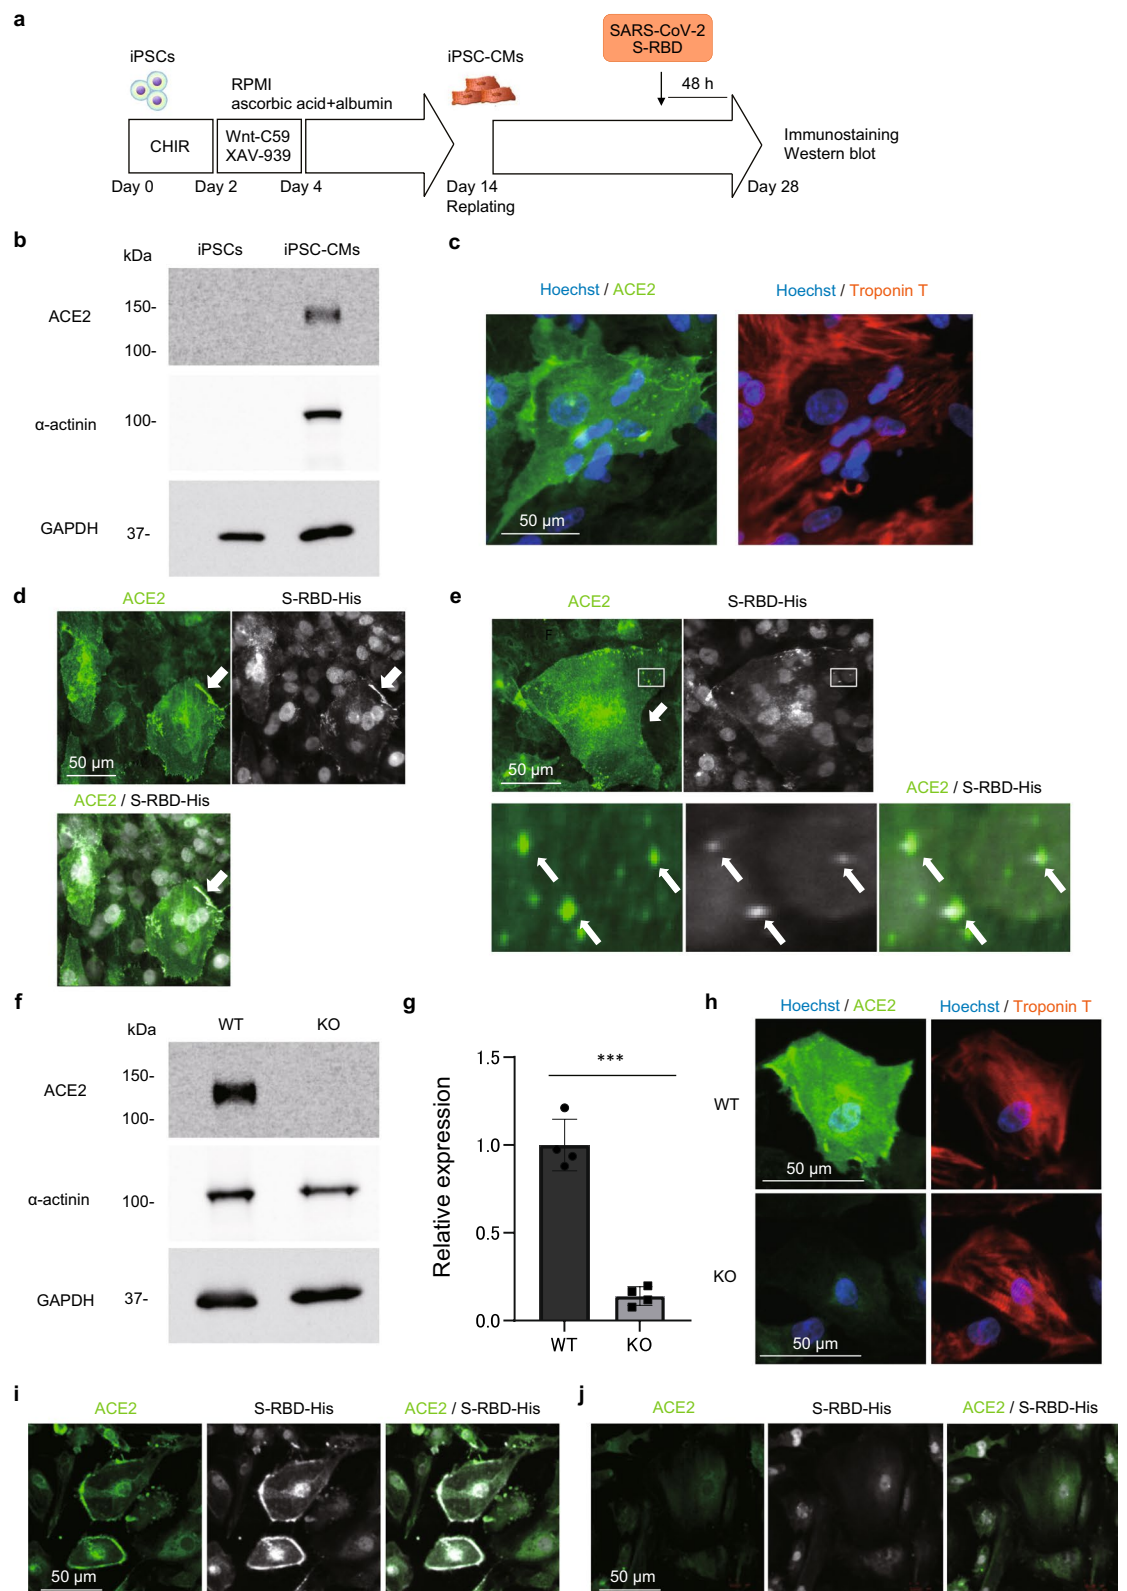 a
SARS-CoV-2
S-RBD
iPSCs
iPSC-CMs
48 h
RPMI
ascorbic acid+albumin
CHIR
Wnt-C59
XAV-939
Immunostaining
Western blot
Day 0
Day 2
Day 4
Day 14
Replating
Day 28
b
kDa
iPSCs
iPSC-CMs
ACE2
150-
100-
α-actinin
100-
GAPDH
37-
c
Hoechst / ACE2
Hoechst / Troponin T
50 µm
d
ACE2
S-RBD-His
50 µm
ACE2 / S-RBD-His
e
ACE2
S-RBD-His
F
50 µm
ACE2 / S-RBD-His
f
kDa
WT
KO
ACE2
150-
100-
α-actinin
100-
GAPDH
37-
g
Relative expression
1.5
1.0
0.5
0.0
***
WT
KO
h
Hoechst / ACE2
Hoechst / Troponin T
WT
50 µm
KO
50 µm
i
ACE2
S-RBD-His
ACE2 / S-RBD-His
50 µm
j
ACE2
S-RBD-His
ACE2 / S-RBD-His
50 µm